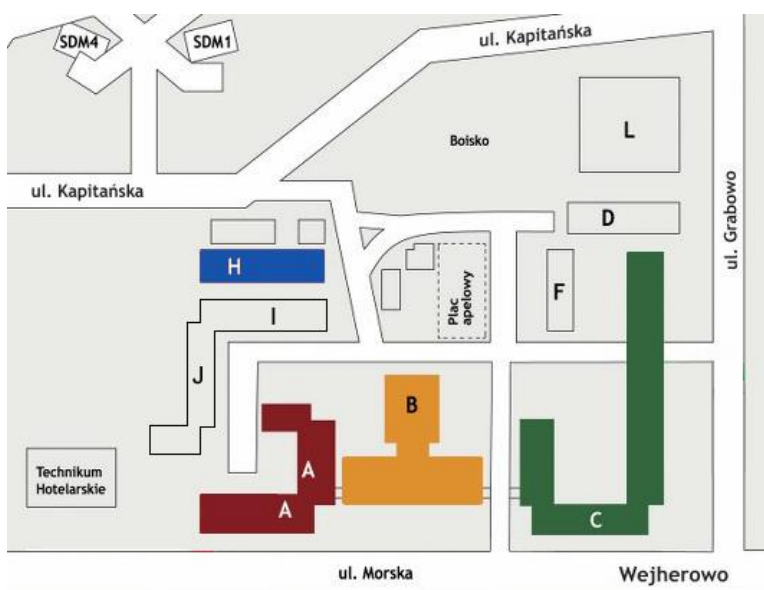 SDM4
SDM1
ul. Kapitańska
Boisko
L
ul. Kapitańska
D
ul. Grabowo
H
F
Plac
apelowy
I
J
B
A
Technikum
Hotelarskie
A
C
ul. Morska
Wejherowo